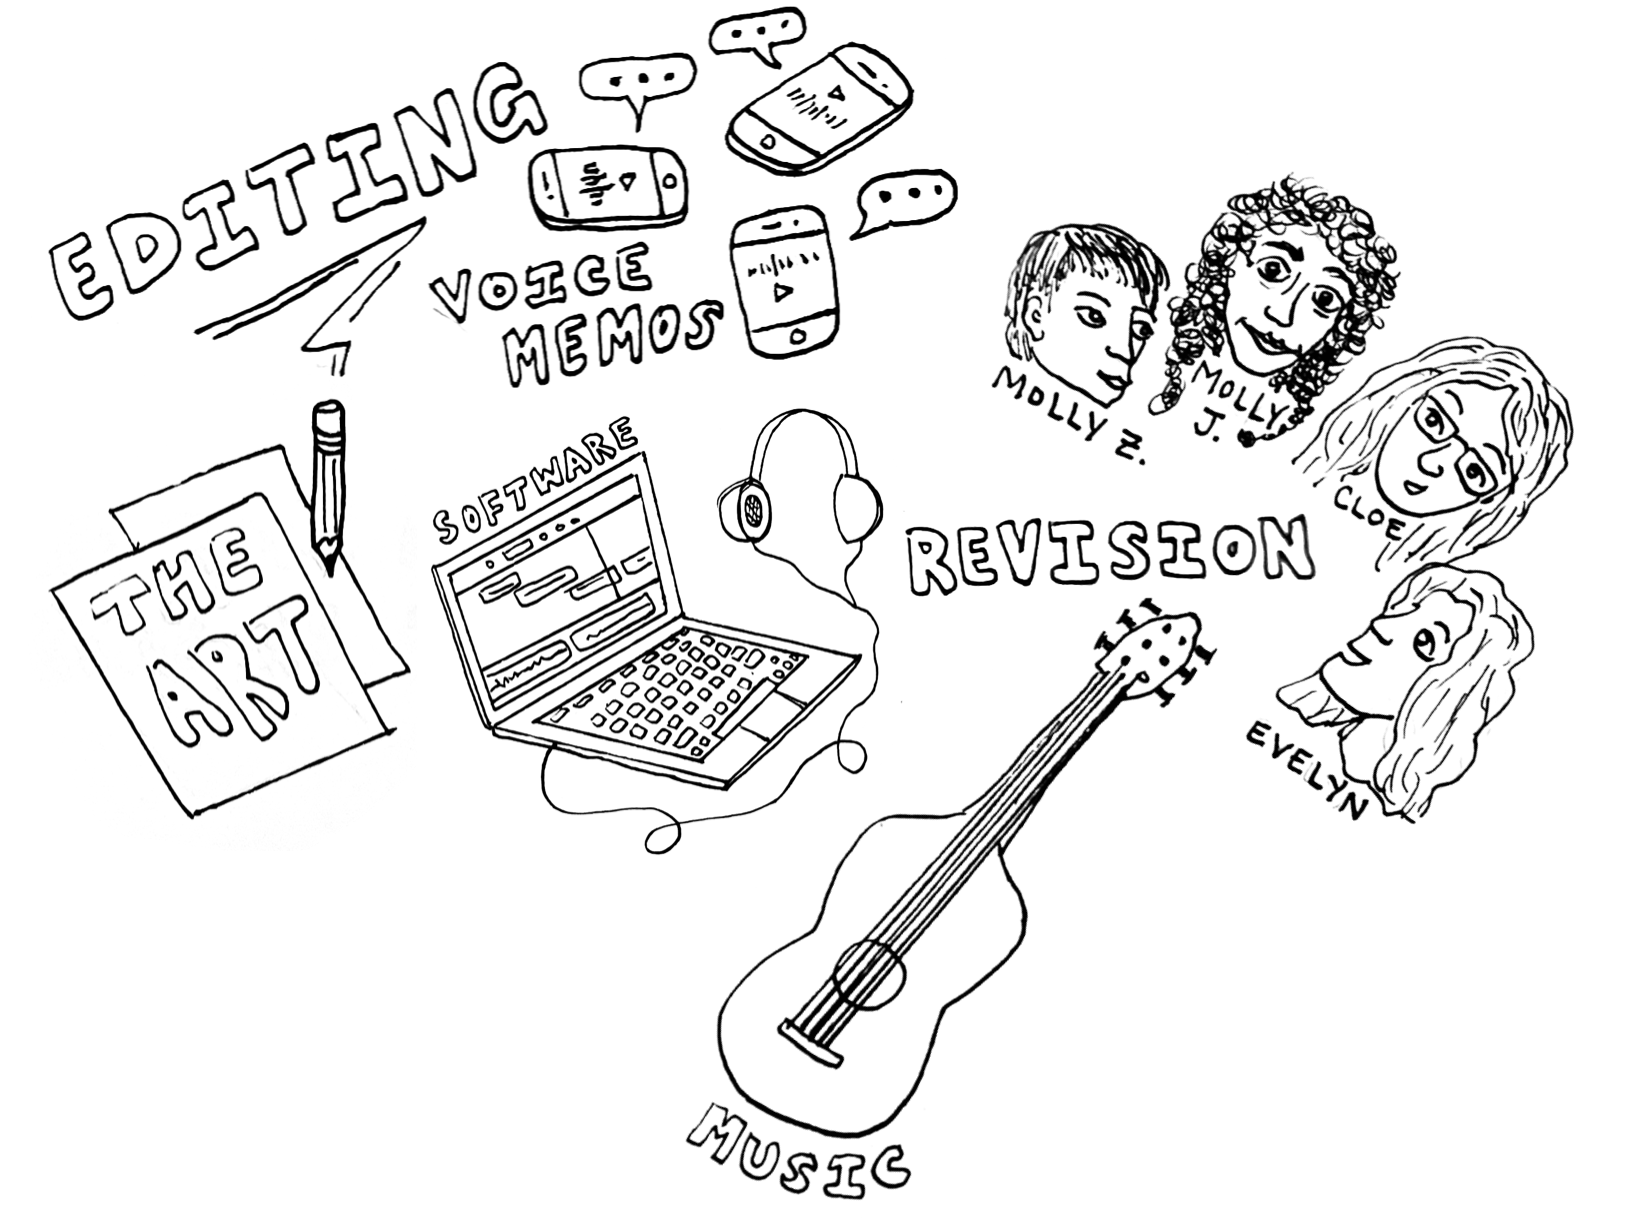 EDITING
VOICE
MEMOS
THE
ART
SOFTWARE
REVISION
MOLLY Z.
MOLLY
J.
CLOE
EVELYN
MUSIC